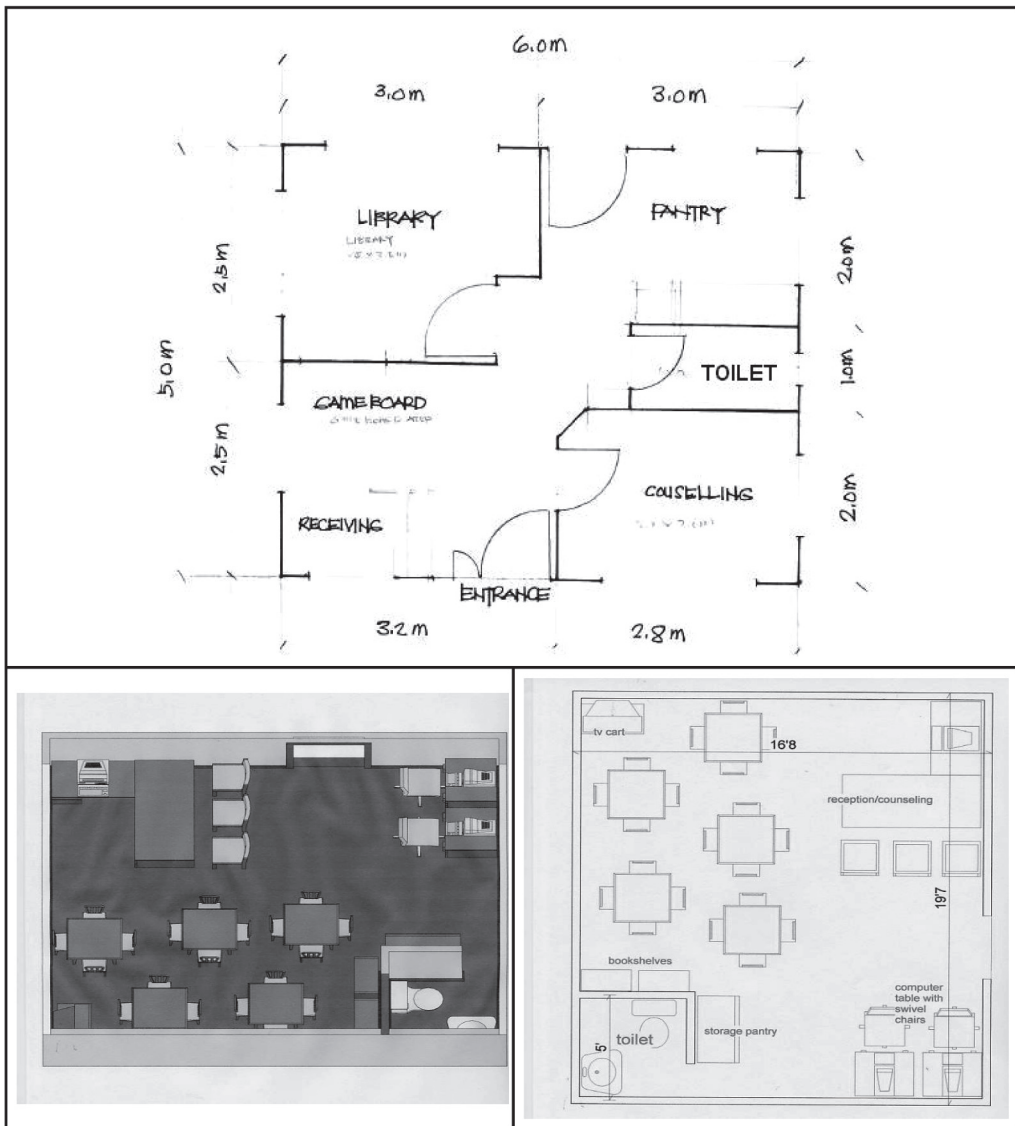 6.0m
3.0m
3.0m
LIBRARY
LIBRARY
PANTRY
2.5m
2.0m
5.0m
TOILET
1.0m
GAMEBOARD
2.5m
COUSELLING
2.0m
RECEIVING
ENTRANCE
3.2m
2.8m
tv cart
16'8
reception/counseling
19'7
bookshelves
computer
table with
swivel
chairs
toilet
storage pantry
5'